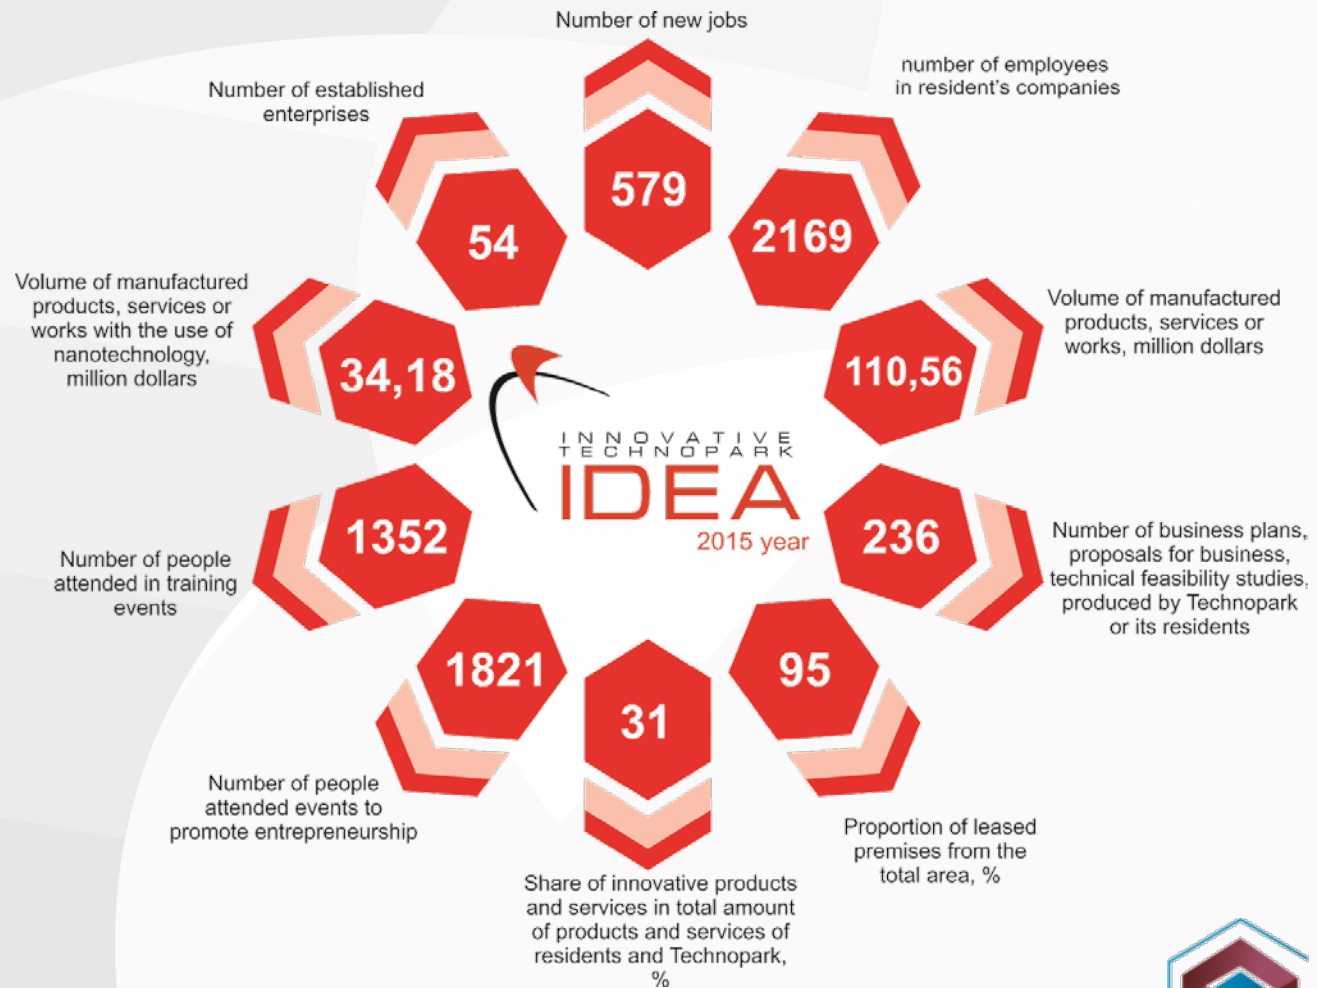 Number of new jobs
579
number of employees
in resident's companies
2169
Volume of manufactured
products, services or
works, million dollars
110,56
Number of business plans,
proposals for business,
technical feasibility studies,
produced by Technopark
or its residents
236
Proportion of leased
premises from the
total area, %
95
Share of innovative products
and services in total amount
of products and services of
residents and Technopark,
%
31
Number of people
attended events to
promote entrepreneurship
1821
Number of people
attended in training
events
1352
Volume of manufactured
products, services or
works with the use of
nanotechnology,
million dollars
34,18
Number of established
enterprises
54
INNOVATIVE
TECHNOPARK
IDEA
2015 year